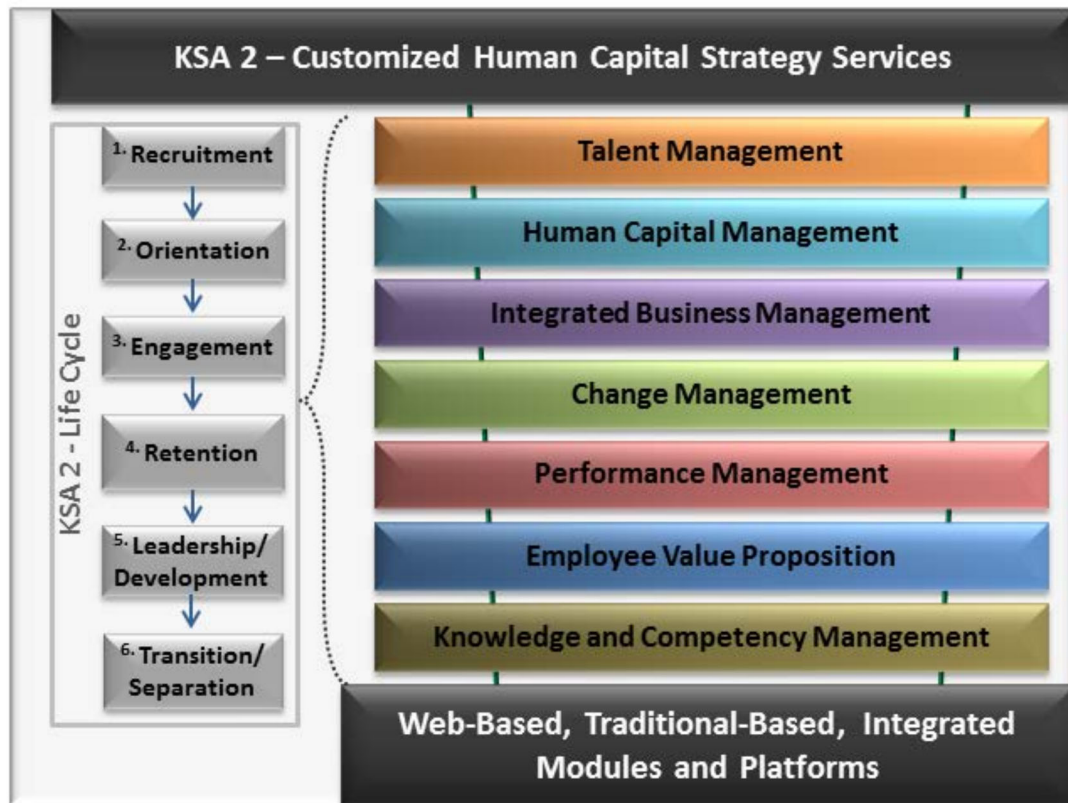 KSA 2 – Customized Human Capital Strategy Services
KSA 2 - Life Cycle
1. Recruitment
2. Orientation
3. Engagement
4. Retention
5. Leadership/
Development
6. Transition/
Separation
Talent Management
Human Capital Management
Integrated Business Management
Change Management
Performance Management
Employee Value Proposition
Knowledge and Competency Management
Web-Based, Traditional-Based, Integrated
Modules and Platforms